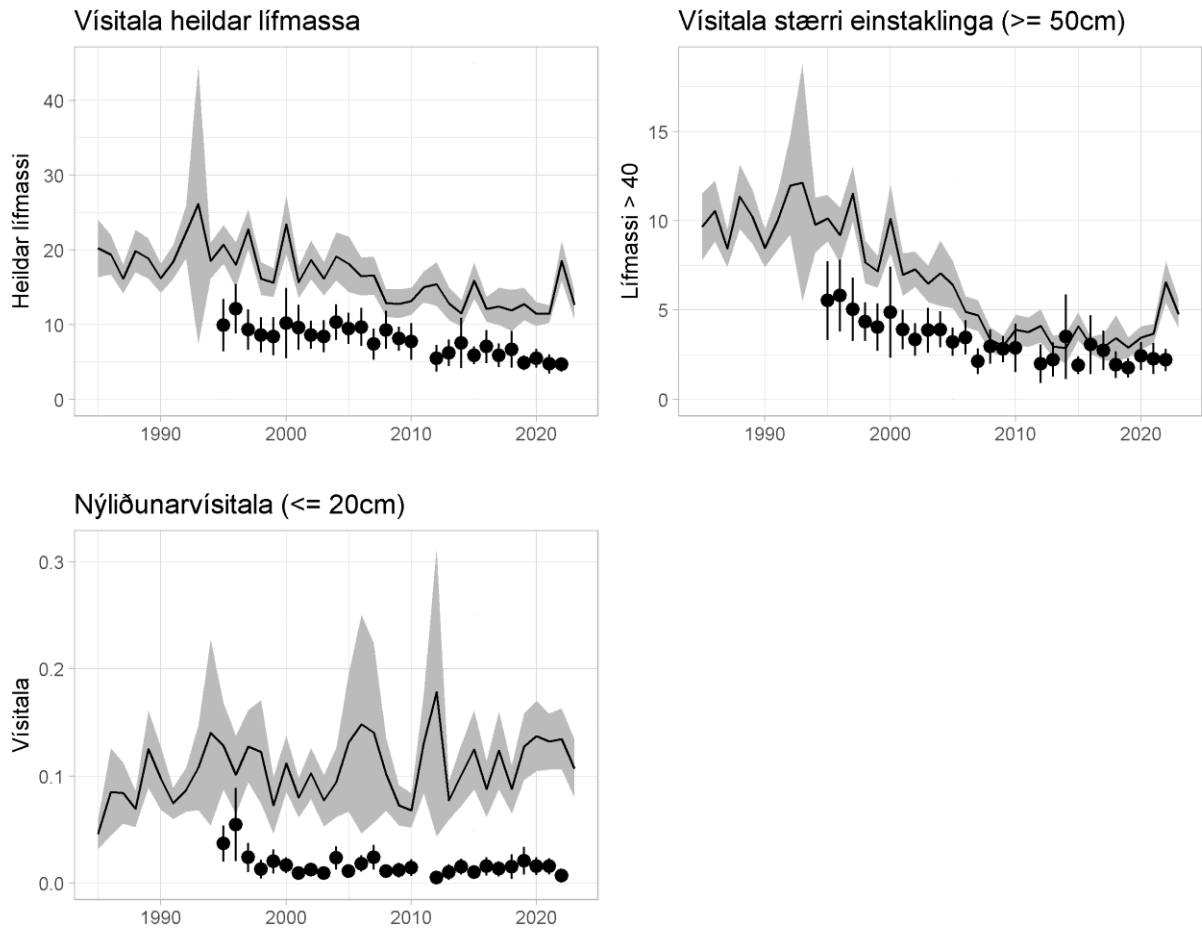 Vísitala heildar lífmassa
Heildar lífmassi
40
30
20
10
0
1990 2000 2010 2020
Vísitala stærri einstaklinga (>= 50cm)
Lífmassi > 40
15
10
5
0
1990 2000 2010 2020
Nýliðunarvísitala (<= 20cm)
Vísitala
0.3
0.2
0.1
0.0
1990 2000 2010 2020